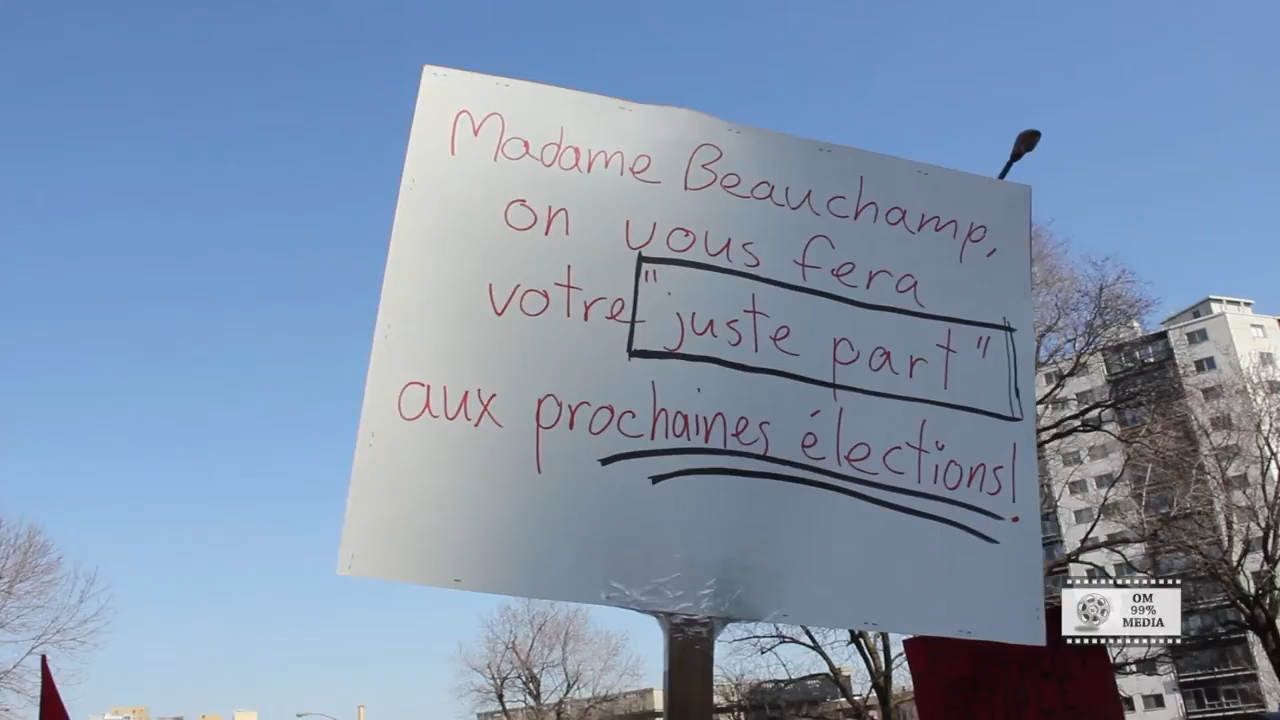 Madame Beauchamp,
on vous fera
votre "juste part"
aux prochaines élections!
OM
99%
MEDIA